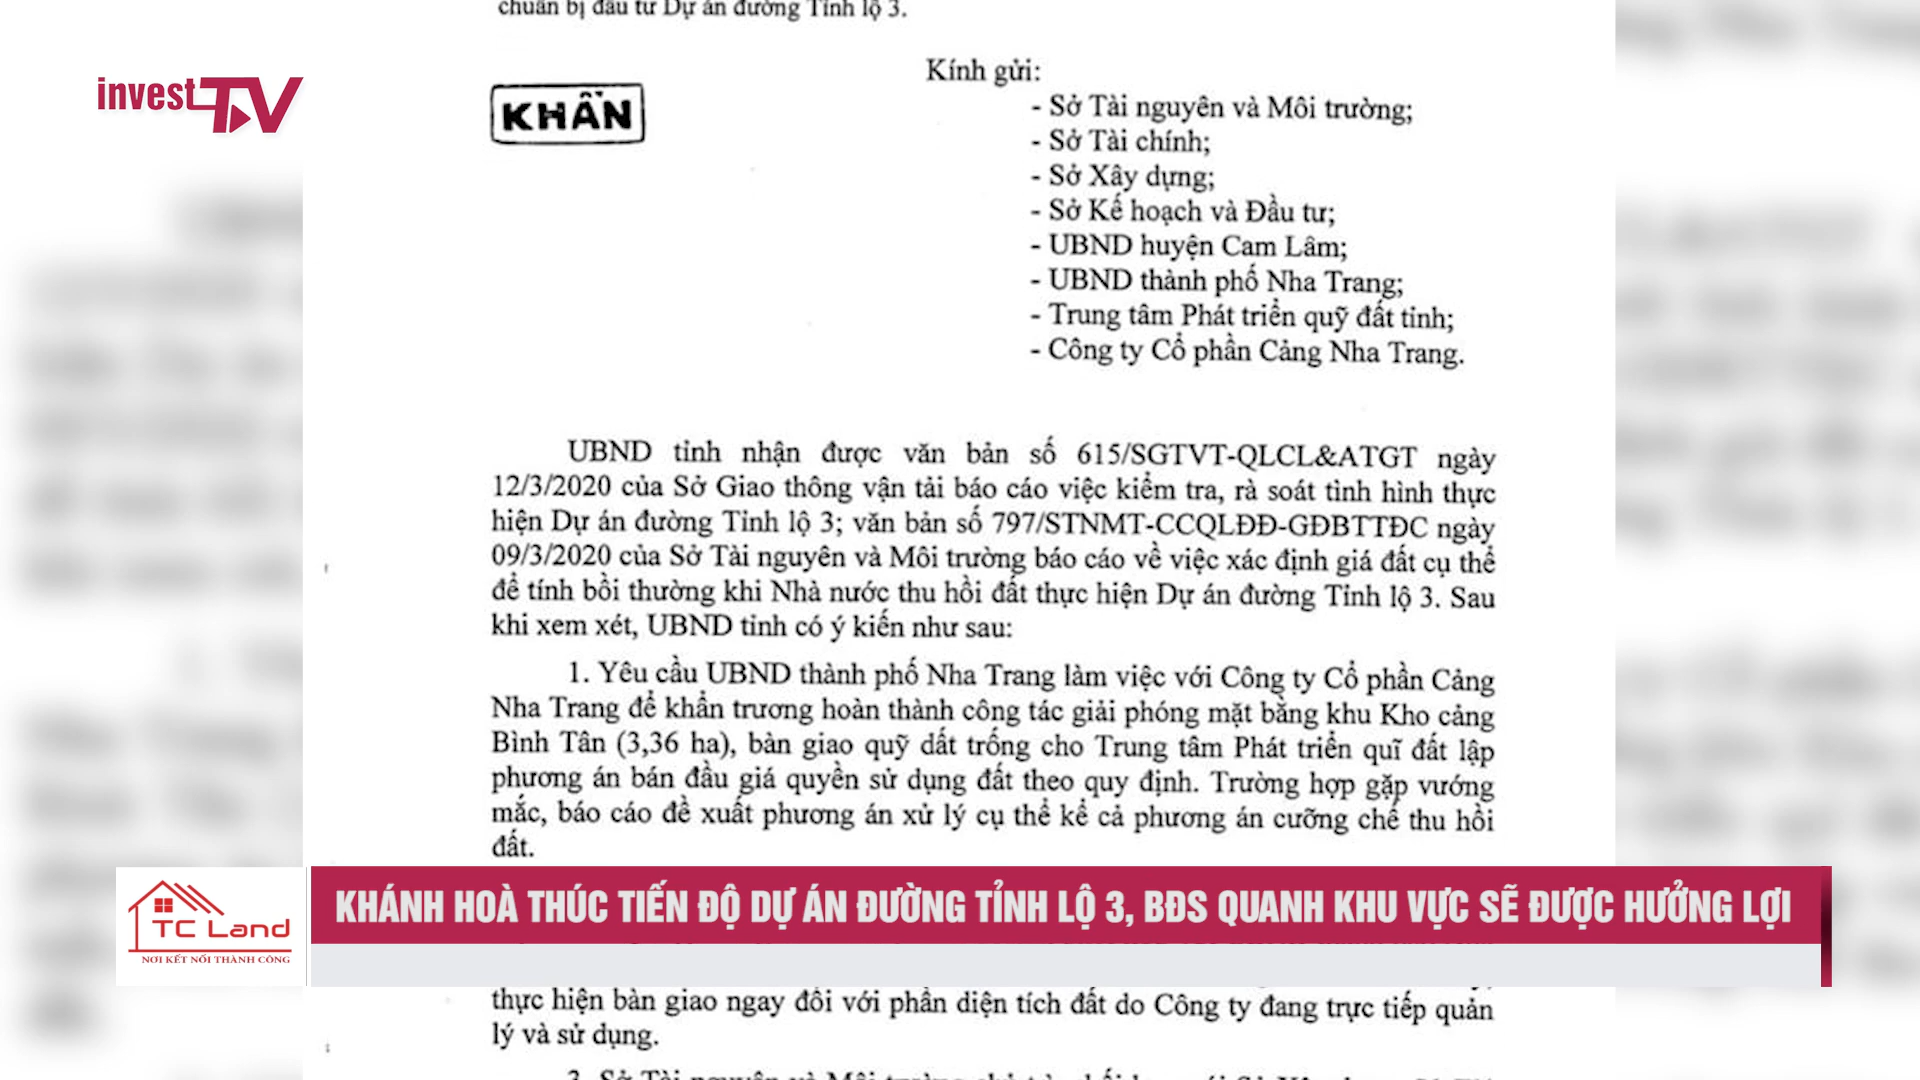 chuẩn bị đầu tư Dự án đường Tỉnh lộ 3.
invest TV
KHẨN
Kính gửi:
- Sở Tài nguyên và Môi trường;
- Sở Tài chính;
- Sở Xây dựng;
- Sở Kế hoạch và Đầu tư;
- UBND huyện Cam Lâm;
- UBND thành phố Nha Trang;
- Trung tâm Phát triển quỹ đất tỉnh;
- Công ty Cổ phần Cảng Nha Trang.
UBND tỉnh nhận được văn bản số 615/SGTVT-QLCL&ATGT ngày
12/3/2020 của Sở Giao thông vận tải báo cáo việc kiểm tra, rà soát tình hình thực
hiện Dự án đường Tỉnh lộ 3; văn bản số 797/STNMT-CCQLĐĐ-GĐBTTĐC ngày
09/3/2020 của Sở Tài nguyên và Môi trường báo cáo về việc xác định giá đất cụ thể
để tính bồi thường khi Nhà nước thu hồi đất thực hiện Dự án đường Tỉnh lộ 3. Sau
khi xem xét, UBND tỉnh có ý kiến như sau:
1. Yêu cầu UBND thành phố Nha Trang làm việc với Công ty Cổ phần Cảng
Nha Trang để khẩn trương hoàn thành công tác giải phóng mặt bằng khu Kho cảng
Bình Tân (3,36 ha), bàn giao quỹ đất trống cho Trung tâm Phát triển quĩ đất lập
phương án bán đấu giá quyền sử dụng đất theo quy định. Trường hợp gặp vướng
mắc, báo cáo đề xuất phương án xử lý cụ thể kể cả phương án cưỡng chế thu hồi
đất.
TC Land
NƠI KẾT NỐI THÀNH CÔNG
KHÁNH HOÀ THÚC TIẾN ĐỘ DỰ ÁN ĐƯỜNG TỈNH LỘ 3, BĐS QUANH KHU VỰC SẼ ĐƯỢC HƯỞNG LỢI
thực hiện bàn giao ngay đối với phần diện tích đất do Công ty đang trực tiếp quản
lý và sử dụng.